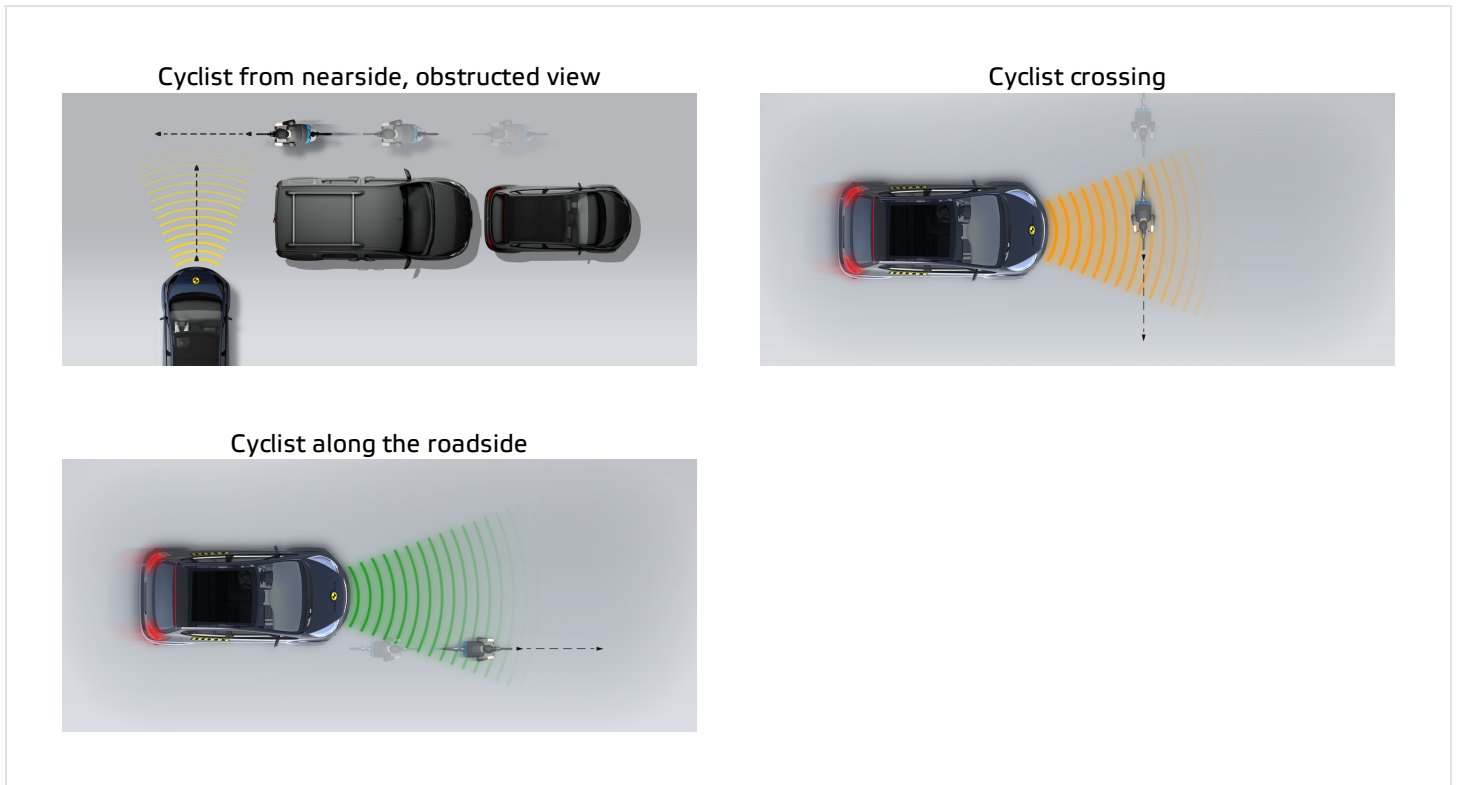 Cyclist from nearside, obstructed view
Cyclist crossing
Cyclist along the roadside